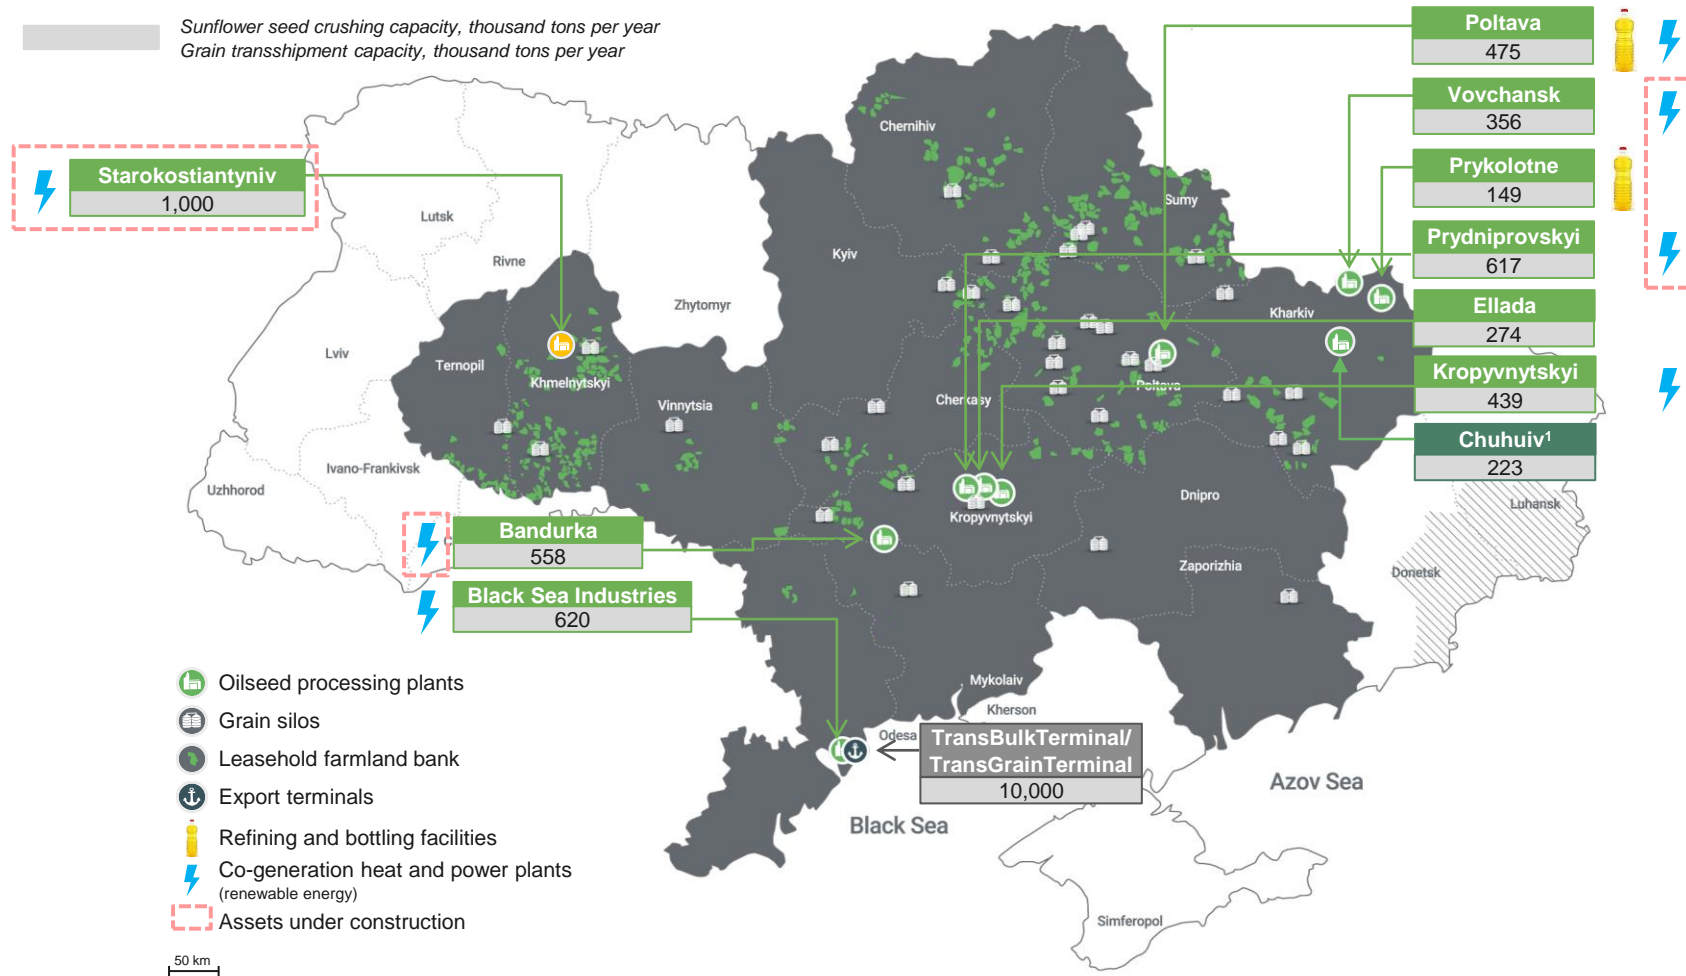 Sunflower seed crushing capacity, thousand tons per year
Grain transshipment capacity, thousand tons per year
Poltava
475
Vovchansk
356
Prykolotne
149
Prydniprovskyi
617
Ellada
274
Kropyvnytskyi
439
Chuhuiv¹
223
Starokostiantyniv
1,000
Bandurka
558
Black Sea Industries
620
TransBulkTerminal/
TransGrainTerminal
10,000
Chernihiv
Sumy
Lutsk
Rivne
Kyiv
Zhytomyr
Kharkiv
Lviv
Ternopil
Khmelnytskyi
Poltava
Vinnytsia
Cherkasy
Ivano-Frankivsk
Uzhhorod
Dnipro
Luhansk
Kropyvnytskyi
Zaporizhia
Donetsk
Mykolaiv
Kherson
Odesa
Azov Sea
Black Sea
Simferopol
Oilseed processing plants
Grain silos
Leasehold farmland bank
Export terminals
Refining and bottling facilities
Co-generation heat and power plants
(renewable energy)
Assets under construction
50 km